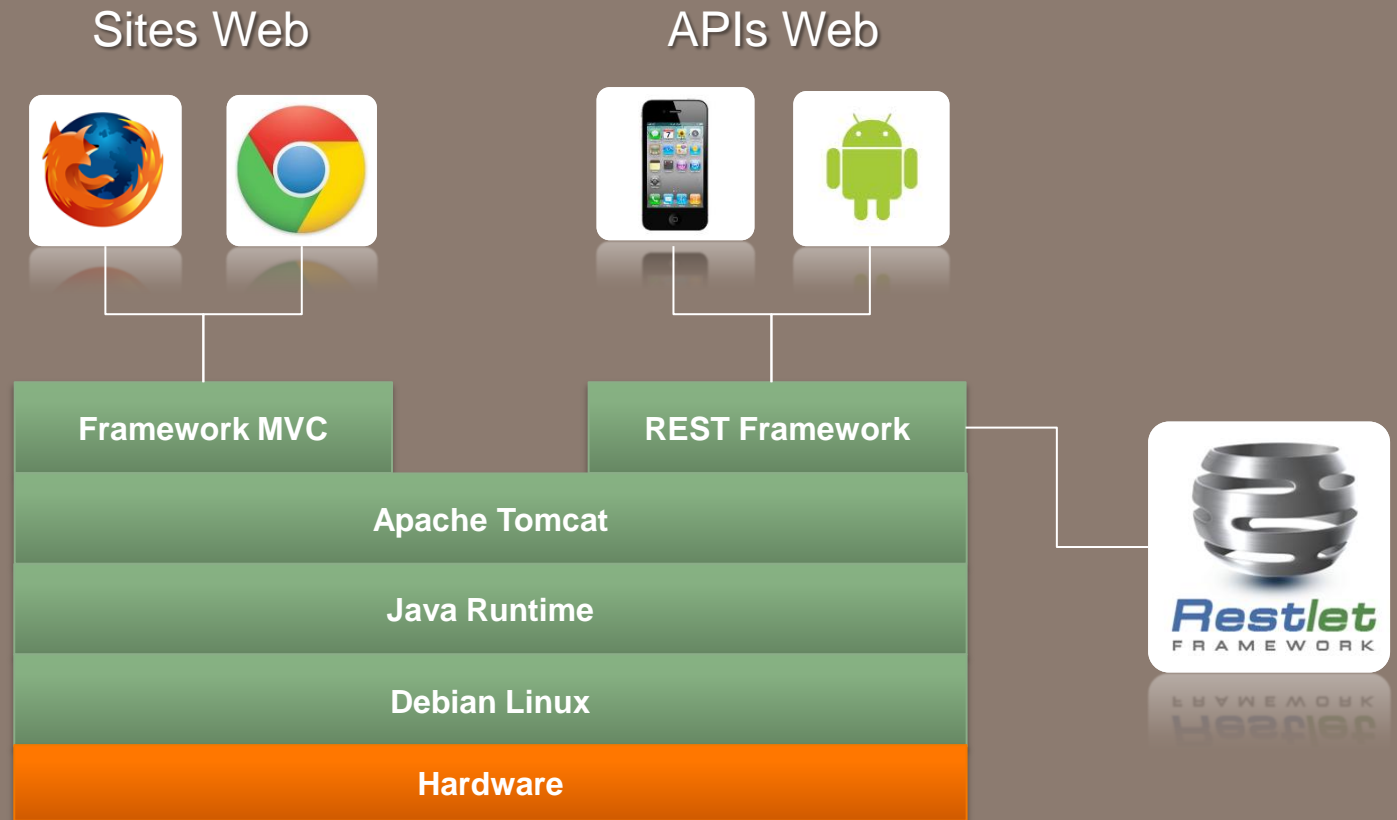 Sites Web
APIs Web
Framework MVC
REST Framework
Apache Tomcat
Java Runtime
Debian Linux
Hardware
Restlet
FRAMEWORK